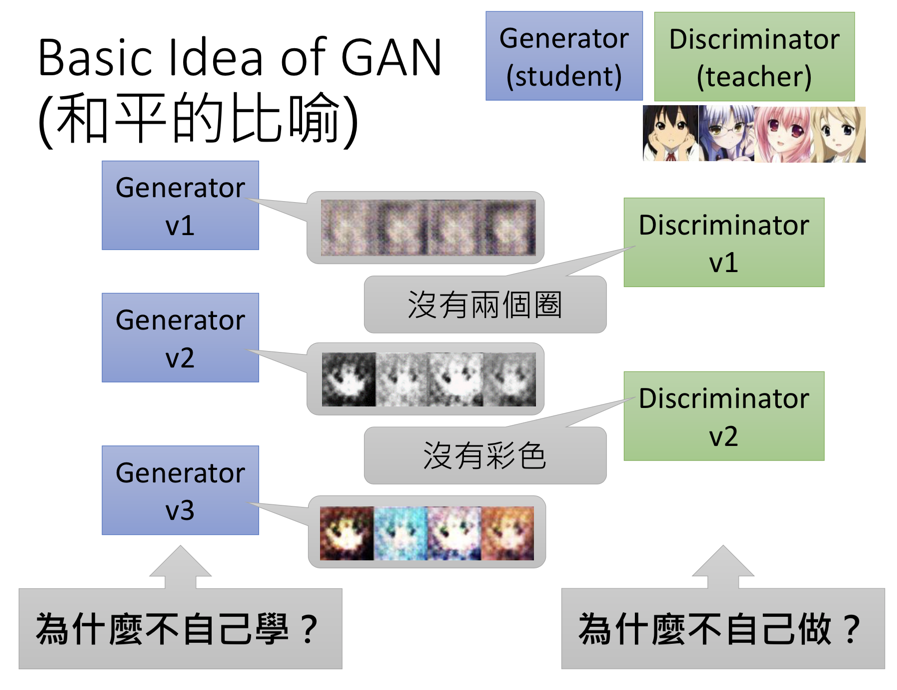 Basic Idea of GAN
(和平的比喻)
Generator
(student)
Discriminator
(teacher)
Generator
v1
Discriminator
v1
沒有兩個圈
Generator
v2
Discriminator
v2
沒有彩色
Generator
v3
為什麼不自己學？
為什麼不自己做？